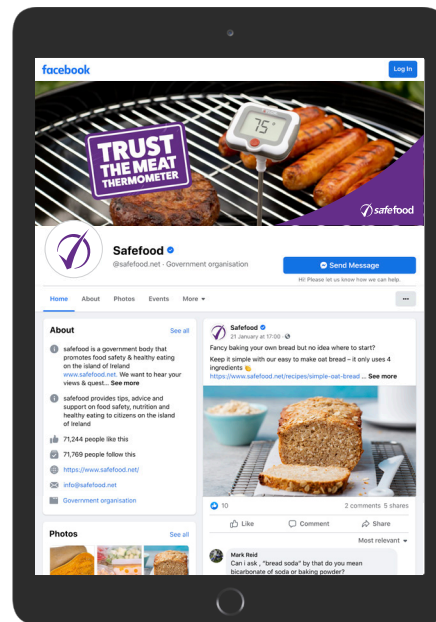 facebook
Log In
75°
TRUST
THE MEAT
THERMOMETER
safefood
Safefood
@safefood.net · Government organisation
Send Message
Hi! Please let us know how we can help.
Home About Photos Events More
About See all
safefood is a government body that
promotes food safety & healthy eating
on the island of Ireland
www.safefood.net. We want to hear your
views & quest... See more
safefood provides tips, advice and
support on food safety, nutrition and
healthy eating to citizens on the island
of Ireland
71,244 people like this
71,769 people follow this
https://www.safefood.net/
info@safefood.net
Government organisation
Photos See all
Safefood
21 January at 17:00 ·
Fancy baking your own bread but no idea where to start?
Keep it simple with our easy to make oat bread – it only uses 4
ingredients
https://www.safefood.net/recipes/simple-oat-bread ... See more
10 2 comments 5 shares
Like Comment Share
Most relevant
Mark Reid
Can i ask , "bread soda" by that do you mean
bicarbonate of soda or baking powder?